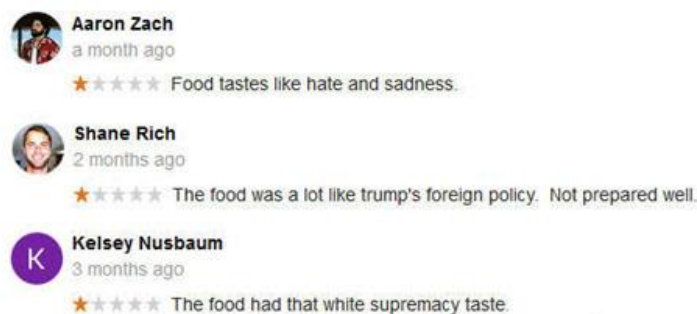 Aaron Zach
a month ago
Food tastes like hate and sadness.
Shane Rich
2 months ago
The food was a lot like trump's foreign policy. Not prepared well.
K
Kelsey Nusbaum
3 months ago
The food had that white supremacy taste.